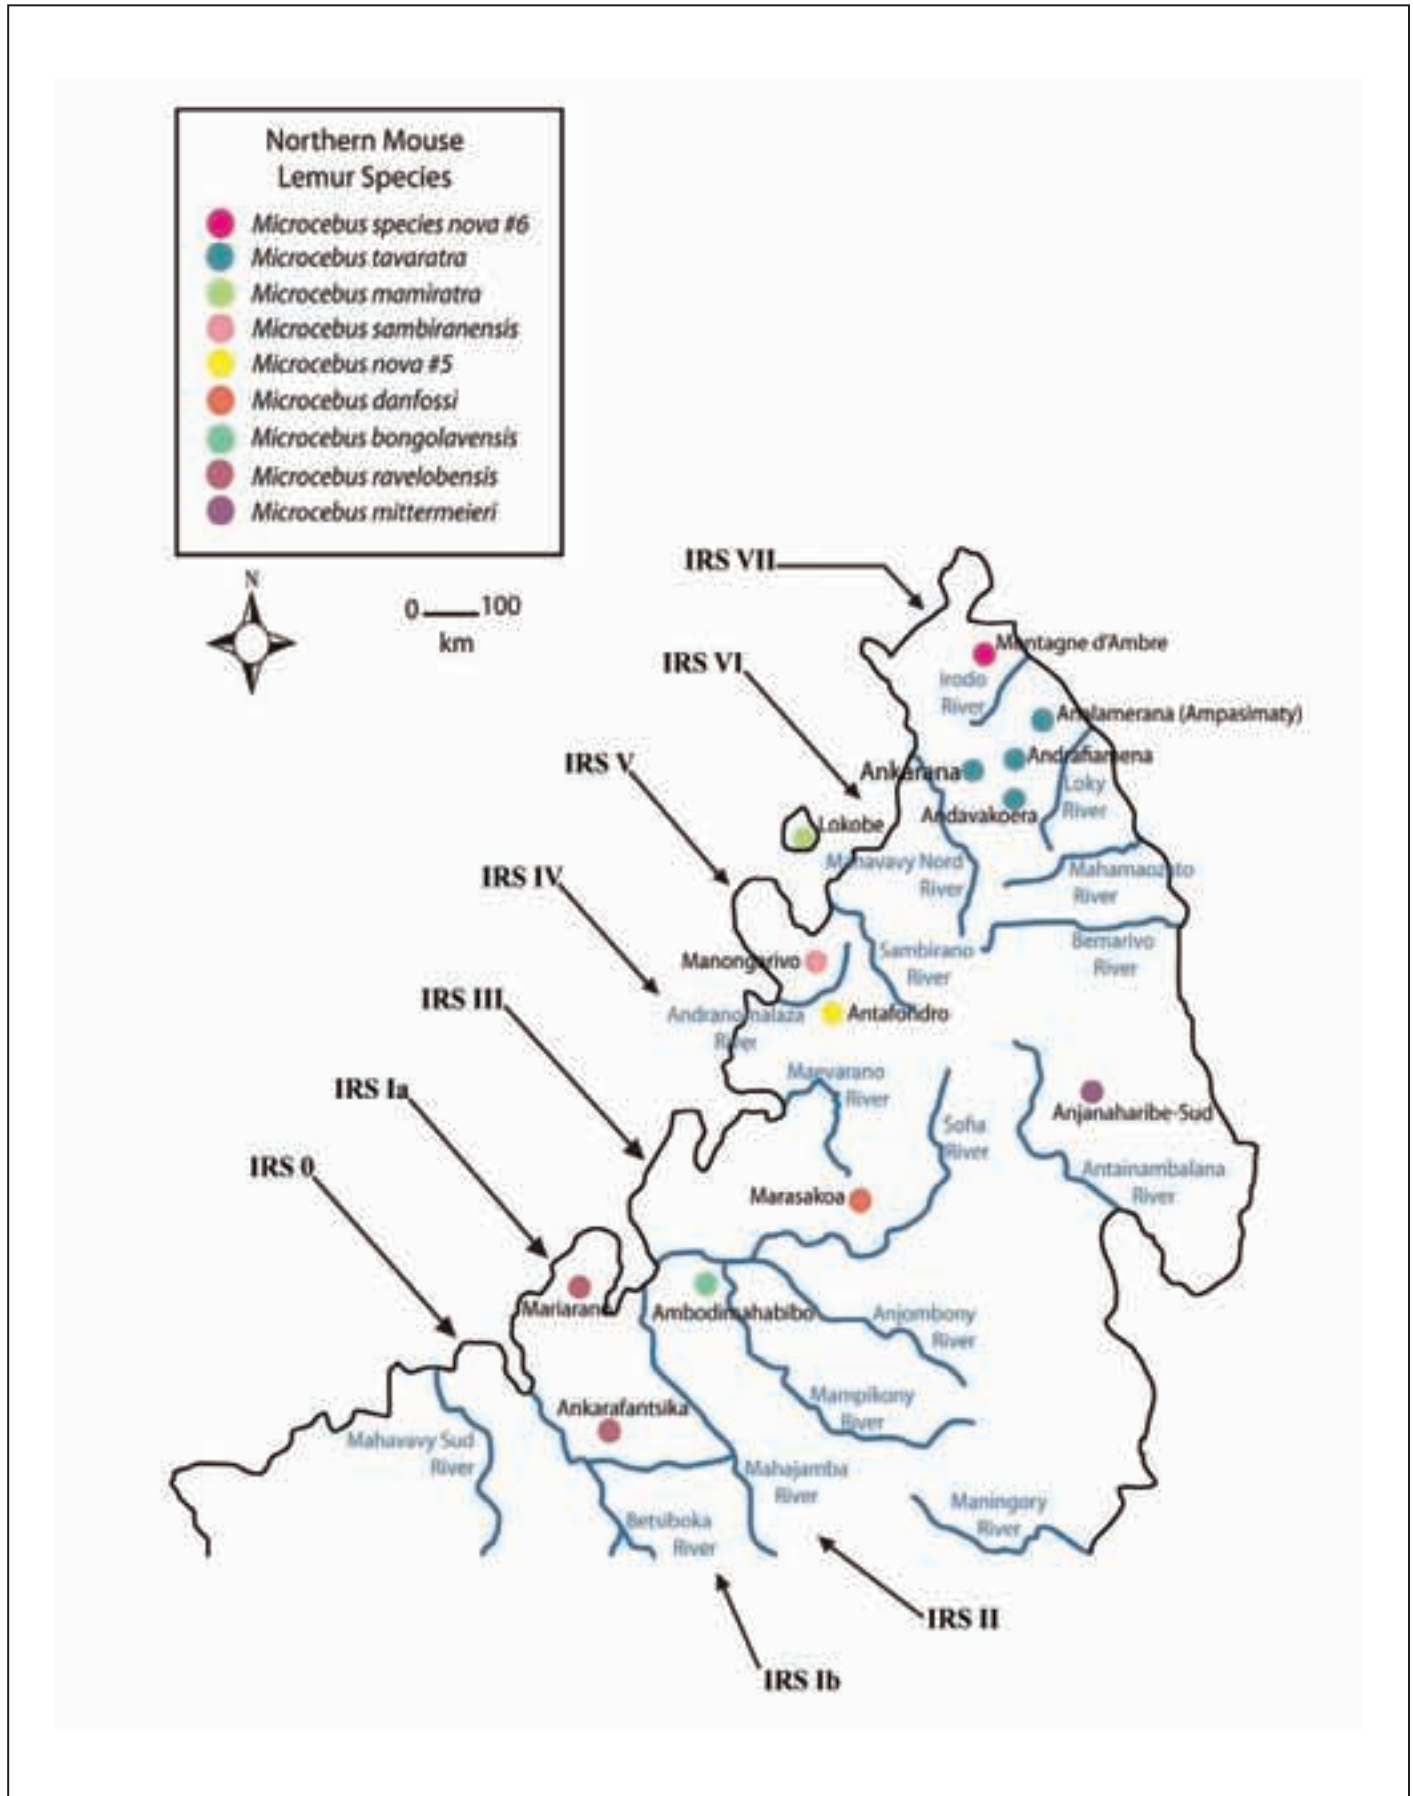 Northern Mouse
Lemur Species
Microcebus species nova #6
Microcebus tavaratra
Microcebus mamiratra
Microcebus sambiranensis
Microcebus nova #5
Microcebus danfossi
Microcebus bongolavensis
Microcebus ravelobensis
Microcebus mittermeieri
N
0 100
km
IRS VII
Montagne d'Ambre
IRS VI
Irodo
River
Analamerana (Ampasimaty)
IRS V
Andrafiamena
Ankarana
Loky
River
Andavakoera
Lokobe
Mahavavy Nord
River
Mahamaozato
River
IRS IV
Bemarivo
River
Sambirano
River
Manongarivo
IRS III
Andranomalaza
River
Antafondro
Maevarano
River
IRS Ia
Anjanaharibe-Sud
Sofia
River
IRS 0
Antainambalana
River
Marasakoa
Mariarano
Ambodimahabibo
Anjombony
River
Ankarafantsika
Mampikony
River
Mahavavy Sud
River
Mahajamba
River
Maningory
River
Betsiboka
River
IRS II
IRS Ib